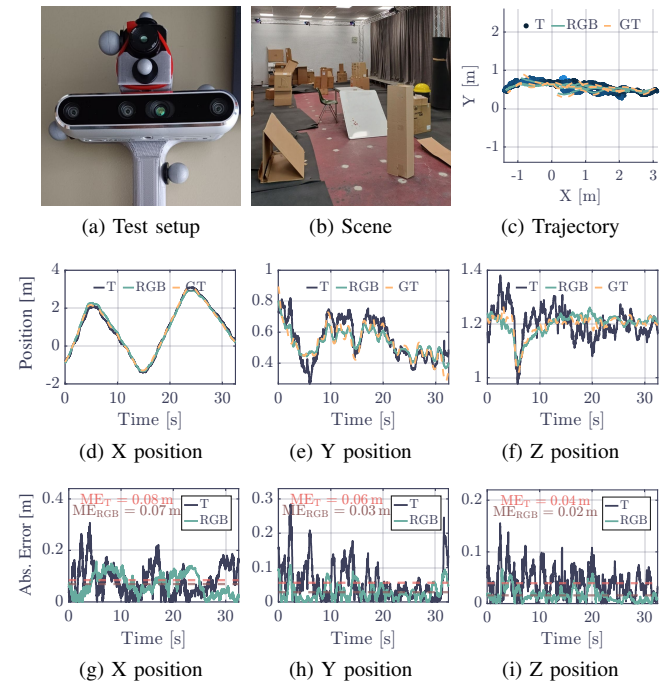 T RGB GT
2
1
0
-1
Y [m]
-1 0 1 2 3
X [m]
(a) Test setup
(b) Scene
(c) Trajectory
4
2
0
-2
Position [m]
T RGB GT
0 10 20 30
Time [s]
1
0.8
0.6
0.4
T RGB GT
0 10 20 30
Time [s]
1.4
1.2
1
T RGB GT
0 10 20 30
Time [s]
(d) X position
(e) Y position
(f) Z position
0.4
0.2
0
Abs. Error [m]
ME_T = 0.08 m
ME_RGB = 0.07 m
T
RGB
0 10 20 30
Time [s]
0.3
0.2
0.1
0
ME_T = 0.06 m
ME_RGB = 0.03 m
T
RGB
0 10 20 30
Time [s]
0.2
0.1
0
ME_T = 0.04 m
ME_RGB = 0.02 m
T
RGB
0 10 20 30
Time [s]
(g) X position
(h) Y position
(i) Z position